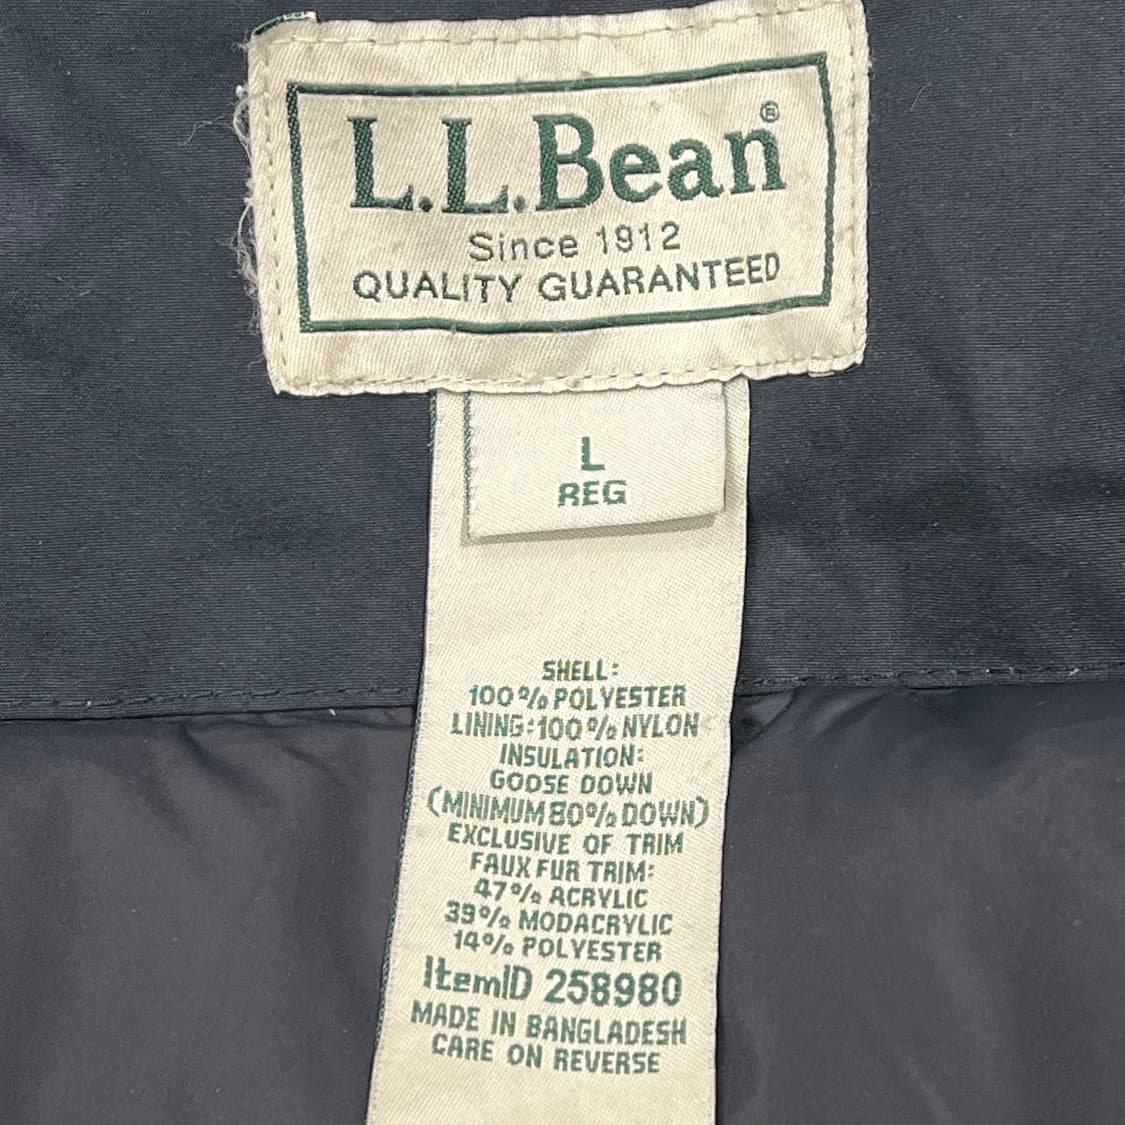 L.L.Bean®
Since 1912
QUALITY GUARANTEED
L
REG
SHELL:
100% POLYESTER
LINING: 100% NYLON
INSULATION:
GOOSE DOWN
(MINIMUM 80% DOWN)
EXCLUSIVE OF TRIM
FAUX FUR TRIM:
47% ACRYLIC
39% MODACRYLIC
14% POLYESTER
ItemID 258980
MADE IN BANGLADESH
CARE ON REVERSE